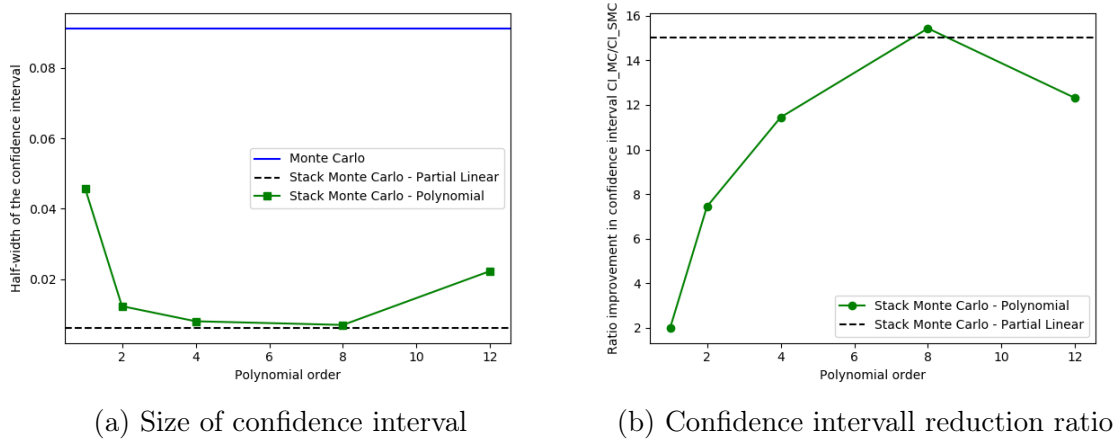 Half-width of the confidence interval
0.08
0.06
0.04
0.02
Monte Carlo
Stack Monte Carlo - Partial Linear
Stack Monte Carlo - Polynomial
2
4
6
8
10
12
Polynomial order
(a) Size of confidence interval
Ratio improvement in confidence interval CI_MC/CI_SMC
16
14
12
10
8
6
4
2
Stack Monte Carlo - Polynomial
Stack Monte Carlo - Partial Linear
2
4
6
8
10
12
Polynomial order
(b) Confidence intervall reduction ratio